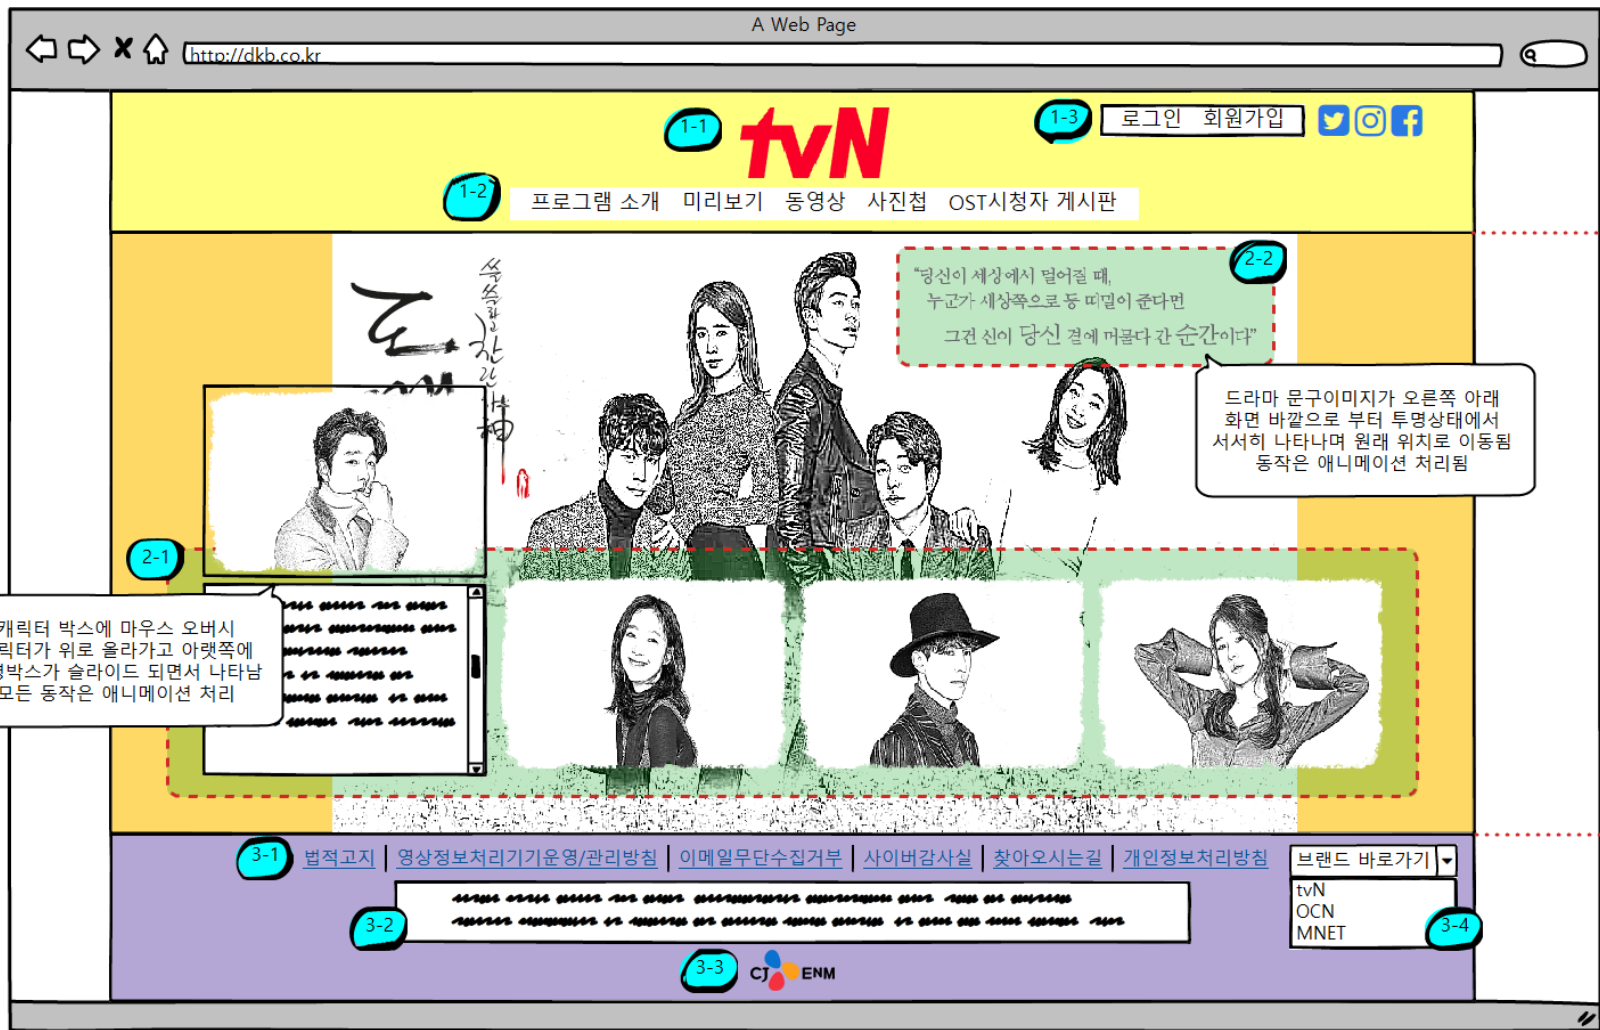 A Web Page
http://dkb.co.kr
1-1
tvN
1-3
로그인 회원가입
1-2
프로그램 소개 미리보기 동영상 사진첩 OST시청자 게시판
쓸쓸하고 찬란
神
2-2
“당신이 세상에서 멀어질 때,
누군가 세상쪽으로 등 떠밀어 준다면
그건 신이 당신 곁에 머물다 간 순간이다”
드라마 문구이미지가 오른쪽 아래
화면 바깥으로 부터 투명상태에서
서서히 나타나며 원래 위치로 이동됨
동작은 애니메이션 처리됨
2-1
캐릭터 박스에 마우스 오버시
릭터가 위로 올라가고 아랫쪽에
명박스가 슬라이드 되면서 나타남
모든 동작은 애니메이션 처리
3-1
법적고지 | 영상정보처리기기운영/관리방침 | 이메일무단수집거부 | 사이버감사실 | 찾아오시는길 | 개인정보처리방침
브랜드 바로가기
tvN
OCN
MNET
3-4
3-2
3-3
CJ ENM